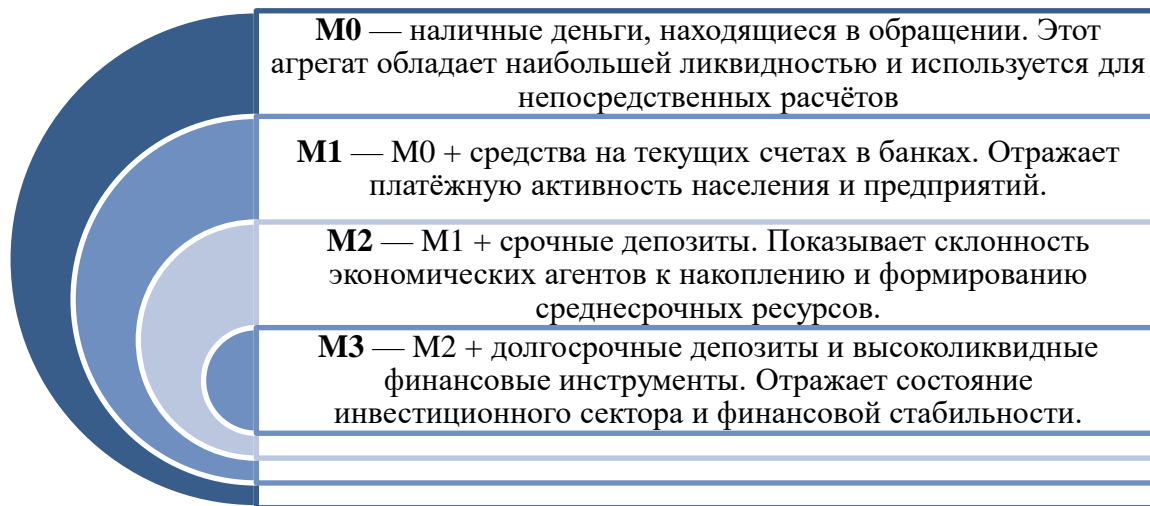 М0 — наличные деньги, находящиеся в обращении. Этот
агрегат обладает наибольшей ликвидностью и используется для
непосредственных расчётов
М1 — М0 + средства на текущих счетах в банках. Отражает
платёжную активность населения и предприятий.
М2 — М1 + срочные депозиты. Показывает склонность
экономических агентов к накоплению и формированию
среднесрочных ресурсов.
М3 — М2 + долгосрочные депозиты и высоколиквидные
финансовые инструменты. Отражает состояние
инвестиционного сектора и финансовой стабильности.